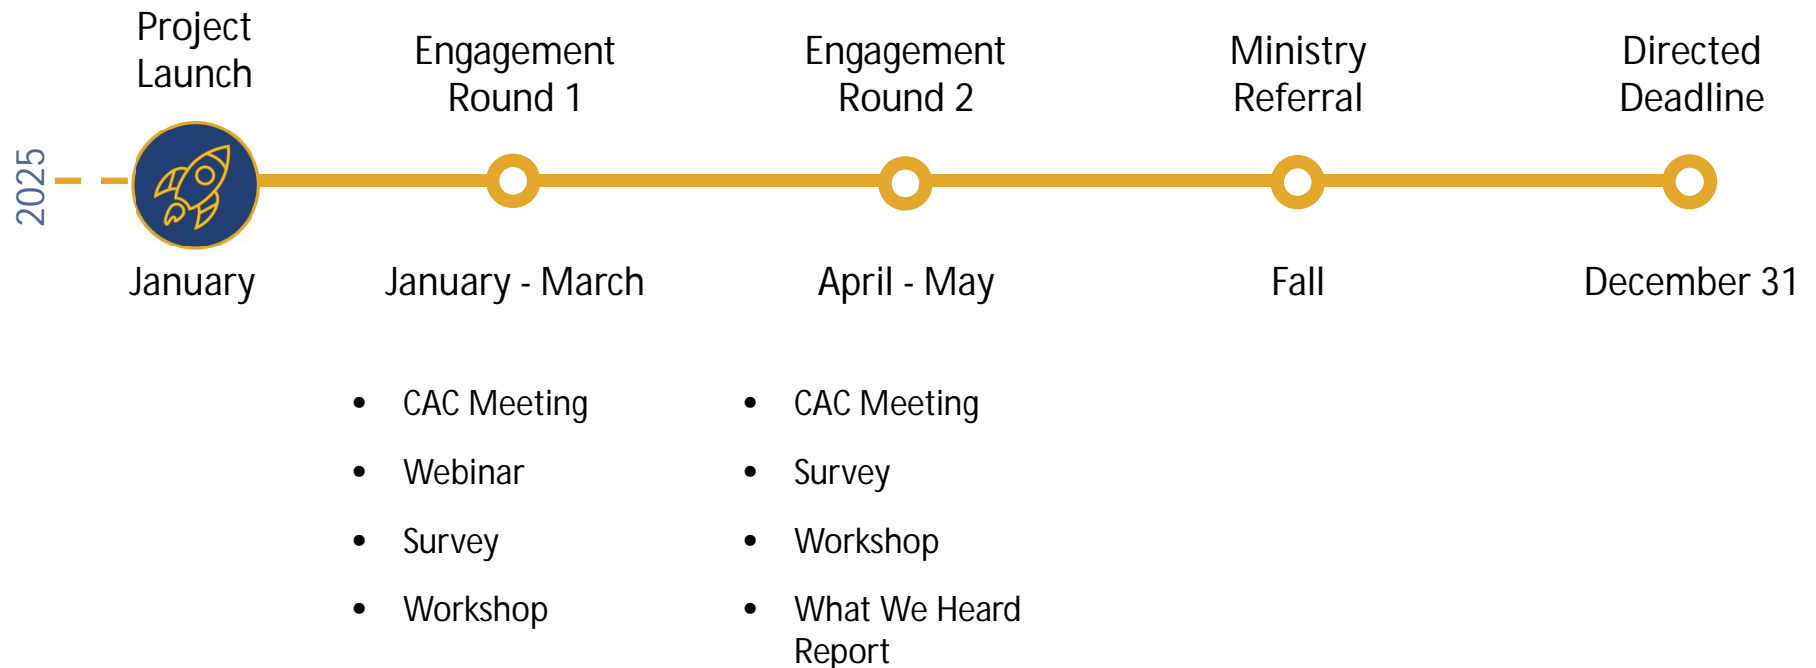 2025
Project
Launch
January
Engagement
Round 1
January - March
• CAC Meeting
• Webinar
• Survey
• Workshop
Engagement
Round 2
April - May
• CAC Meeting
• Survey
• Workshop
• What We Heard
Report
Ministry
Referral
Fall
Directed
Deadline
December 31